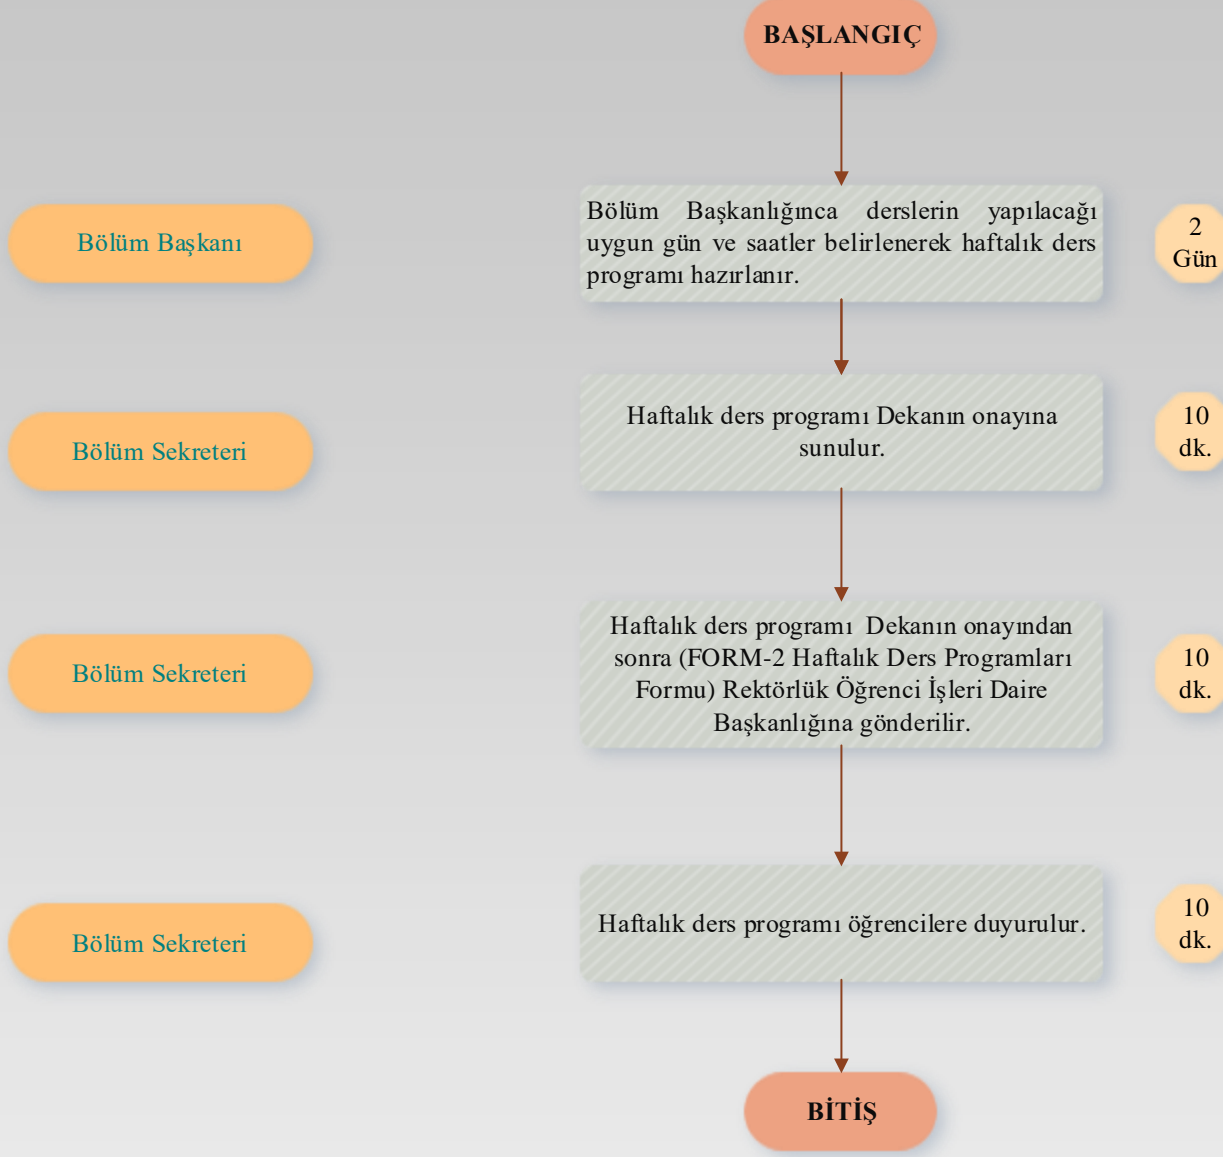 BAŞLANGIÇ
Bölüm Başkanı
Bölüm Başkanlığınca derslerin yapılacağı
uygun gün ve saatler belirlenerek haftalık ders
programı hazırlanır.
2
Gün
Bölüm Sekreteri
Haftalık ders programı Dekanın onayına
sunulur.
10
dk.
Bölüm Sekreteri
Haftalık ders programı Dekanın onayından
sonra (FORM-2 Haftalık Ders Programları
Formu) Rektörlük Öğrenci İşleri Daire
Başkanlığına gönderilir.
10
dk.
Bölüm Sekreteri
Haftalık ders programı öğrencilere duyurulur.
10
dk.
BİTİŞ